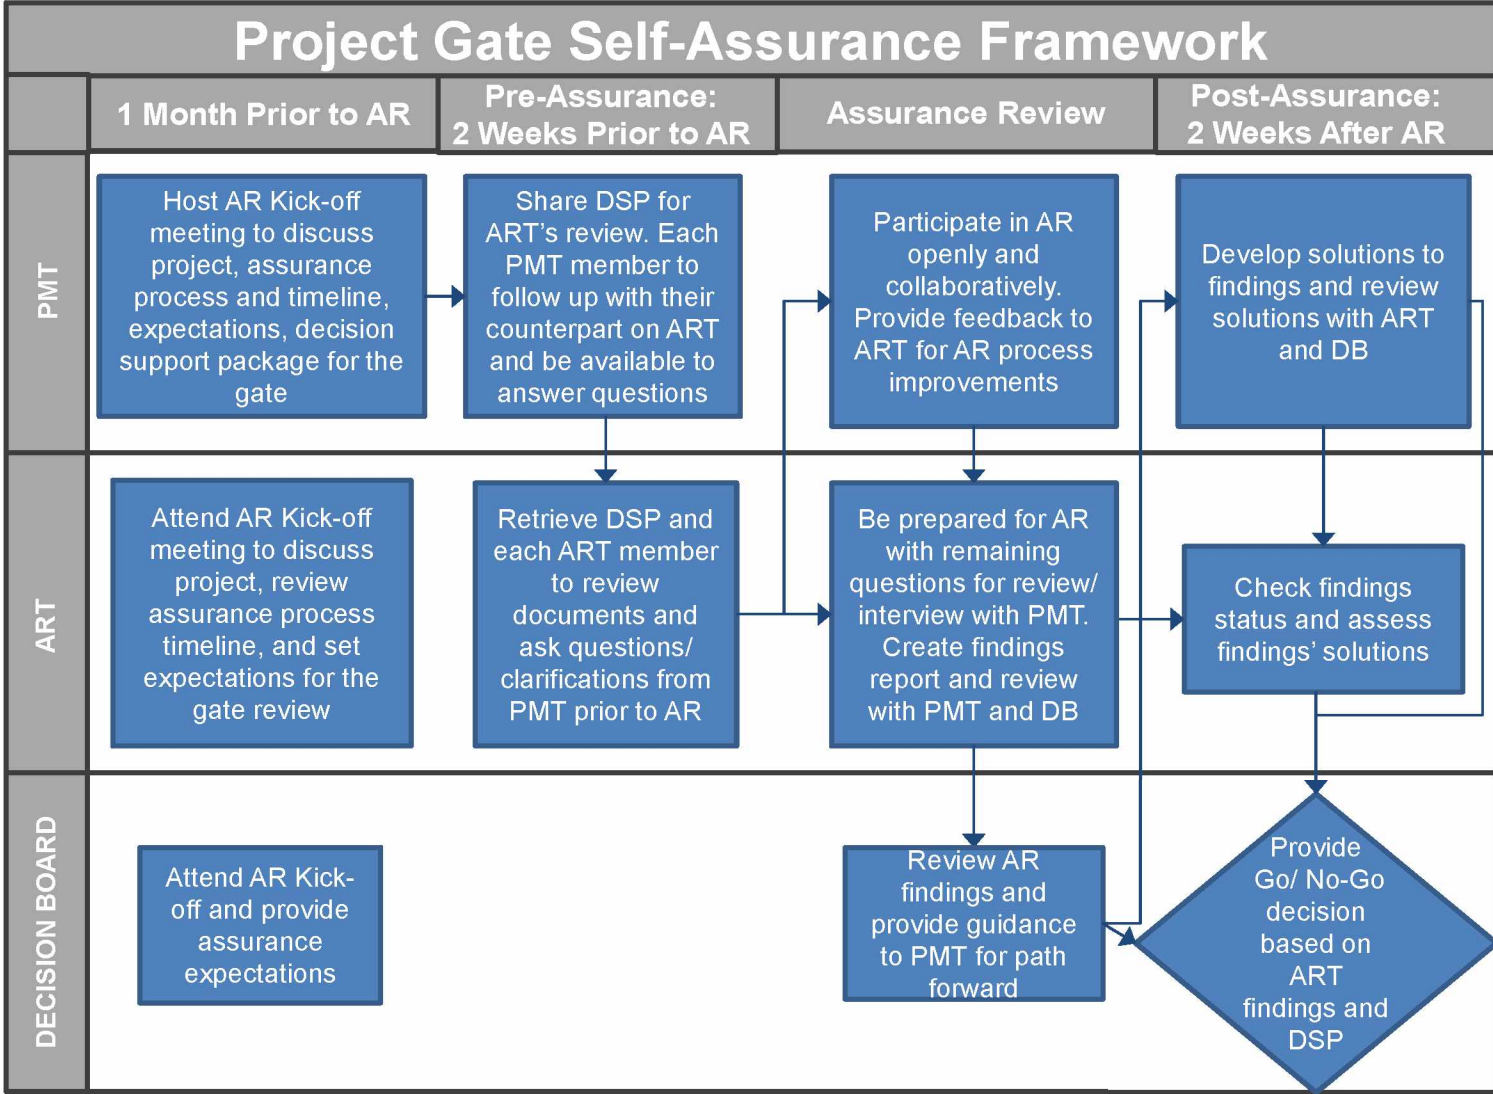 Project Gate Self-Assurance Framework
1 Month Prior to AR
Pre-Assurance:
2 Weeks Prior to AR
Assurance Review
Post-Assurance:
2 Weeks After AR
PMT
Host AR Kick-off
meeting to discuss
project, assurance
process and timeline,
expectations, decision
support package for the
gate
Share DSP for
ART's review. Each
PMT member to
follow up with their
counterpart on ART
and be available to
answer questions
Participate in AR
openly and
collaboratively.
Provide feedback to
ART for AR process
improvements
Develop solutions to
findings and review
solutions with ART
and DB
ART
Attend AR Kick-off
meeting to discuss
project, review
assurance process
timeline, and set
expectations for the
gate review
Retrieve DSP and
each ART member
to review
documents and
ask questions/
clarifications from
PMT prior to AR
Be prepared for AR
with remaining
questions for review/
interview with PMT.
Create findings
report and review
with PMT and DB
Check findings
status and assess
findings' solutions
DECISION BOARD
Attend AR Kick-
off and provide
assurance
expectations
Review AR
findings and
provide guidance
to PMT for path
forward
Provide
Go/ No-Go
decision
based on
ART
findings and
DSP